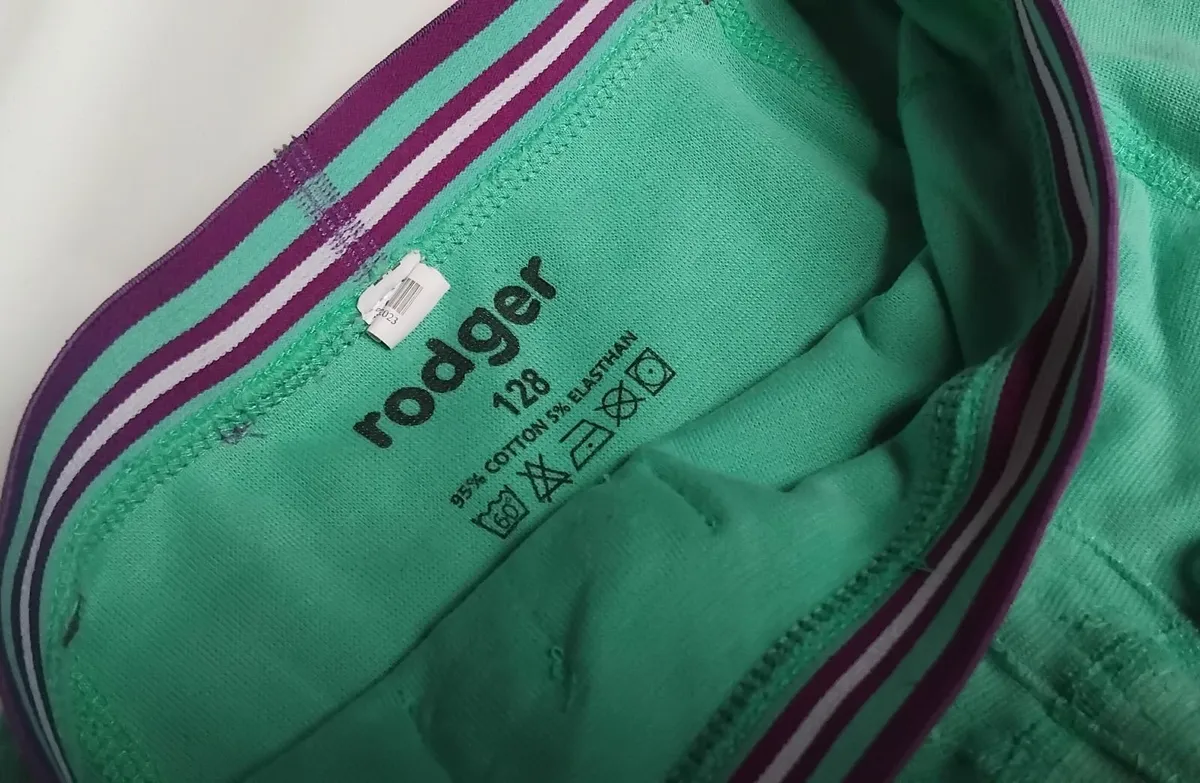 rodger
128
95% COTTON 5% ELASTHAN
60°